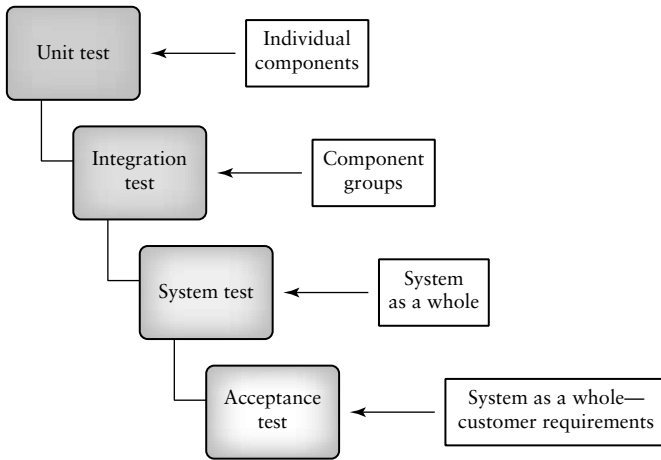 Unit test
Individual
components
Integration
test
Component
groups
System test
System
as a whole
Acceptance
test
System as a whole—
customer requirements